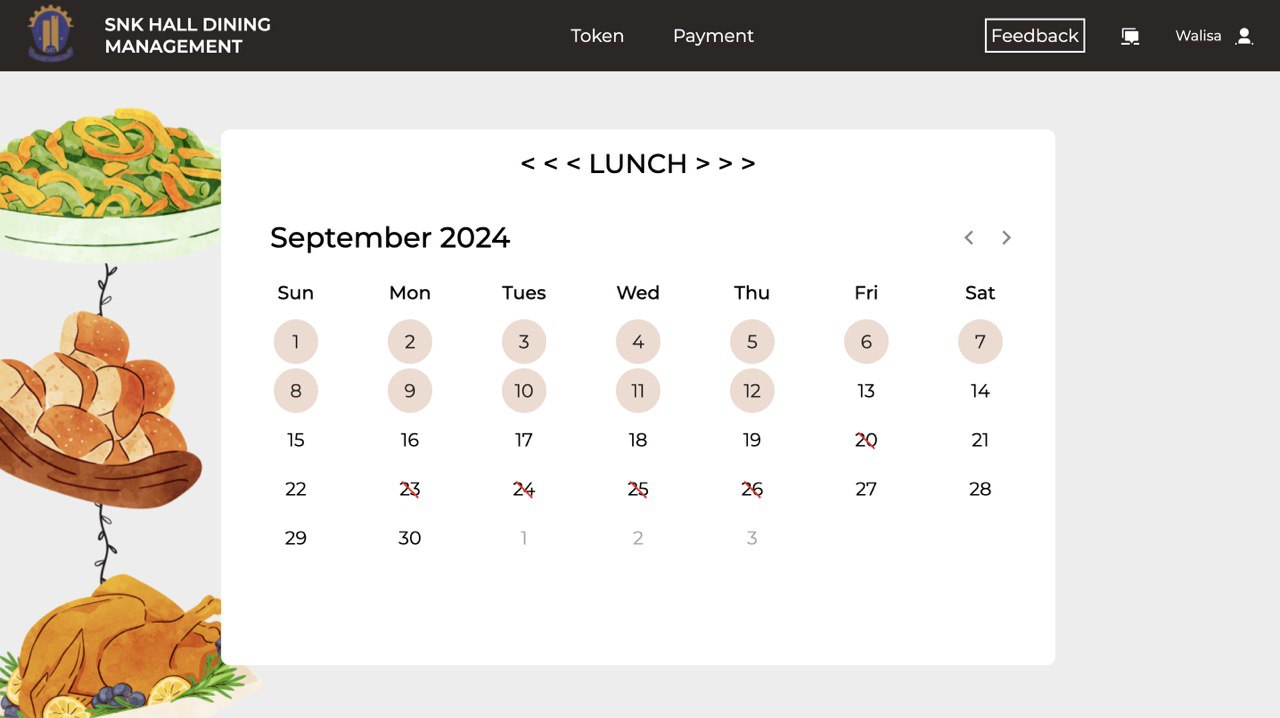 SNK HALL DINING
MANAGEMENT
Token Payment Feedback Walisa
< < < LUNCH > > >
September 2024 < >
Sun Mon Tues Wed Thu Fri Sat
1 2 3 4 5 6 7
8 9 10 11 12 13 14
15 16 17 18 19 20 21
22 23 24 25 26 27 28
29 30 1 2 3